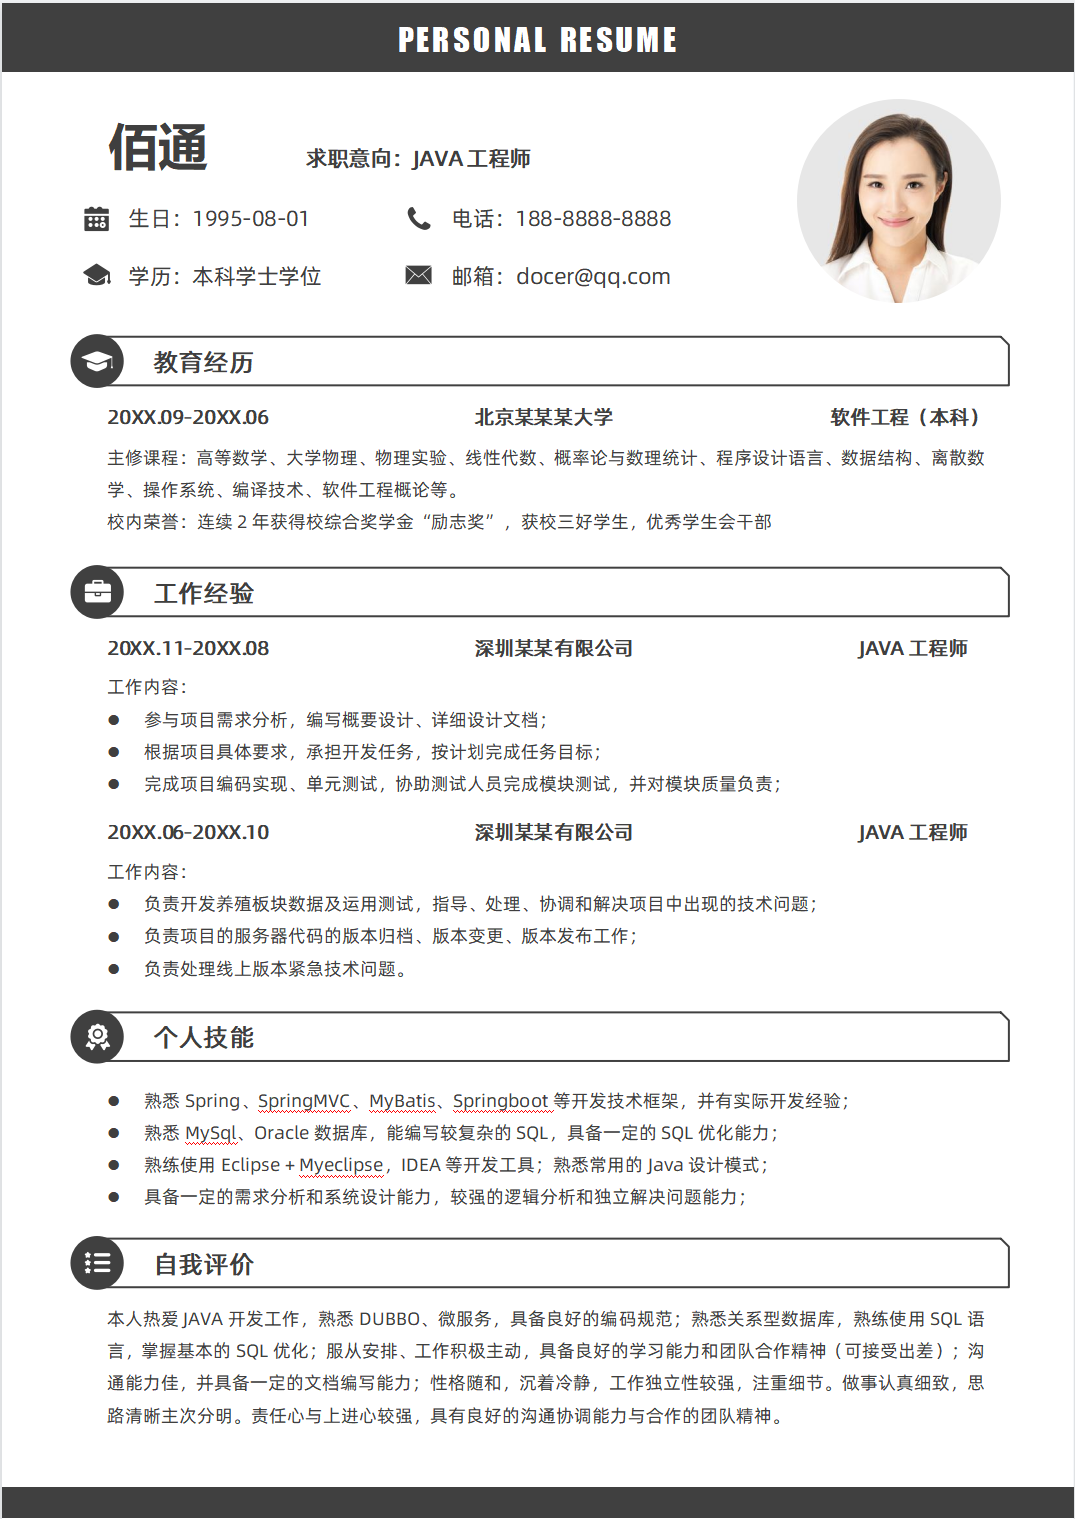 PERSONAL RESUME
佰通
求职意向：JAVA 工程师
生日：1995-08-01
电话：188-8888-8888
学历：本科学士学位
邮箱：docer@qq.com
教育经历
20XX.09-20XX.06 北京某某某大学 软件工程（本科）
主修课程：高等数学、大学物理、物理实验、线性代数、概率论与数理统计、程序设计语言、数据结构、离散数
学、操作系统、编译技术、软件工程概论等。
校内荣誉：连续 2 年获得校综合奖学金“励志奖”，获校三好学生，优秀学生会干部
工作经验
20XX.11-20XX.08 深圳某某有限公司 JAVA 工程师
工作内容：
● 参与项目需求分析，编写概要设计、详细设计文档；
● 根据项目具体要求，承担开发任务，按计划完成任务目标；
● 完成项目编码实现、单元测试，协助测试人员完成模块测试，并对模块质量负责；
20XX.06-20XX.10 深圳某某有限公司 JAVA 工程师
工作内容：
● 负责开发养殖板块数据及运用测试，指导、处理、协调和解决项目中出现的技术问题；
● 负责项目的服务器代码的版本归档、版本变更、版本发布工作；
● 负责处理线上版本紧急技术问题。
个人技能
● 熟悉 Spring、SpringMVC、MyBatis、Springboot 等开发技术框架，并有实际开发经验；
● 熟悉 MySql、Oracle 数据库，能编写较复杂的 SQL，具备一定的 SQL 优化能力；
● 熟练使用 Eclipse + Myeclipse，IDEA 等开发工具；熟悉常用的 Java 设计模式；
● 具备一定的需求分析和系统设计能力，较强的逻辑分析和独立解决问题能力；
自我评价
本人热爱 JAVA 开发工作，熟悉 DUBBO、微服务，具备良好的编码规范；熟悉关系型数据库，熟练使用 SQL 语
言，掌握基本的 SQL 优化；服从安排、工作积极主动，具备良好的学习能力和团队合作精神（可接受出差）；沟
通能力佳，并具备一定的文档编写能力；性格随和，沉着冷静，工作独立性较强，注重细节。做事认真细致，思
路清晰主次分明。责任心与上进心较强，具有良好的沟通协调能力与合作的团队精神。